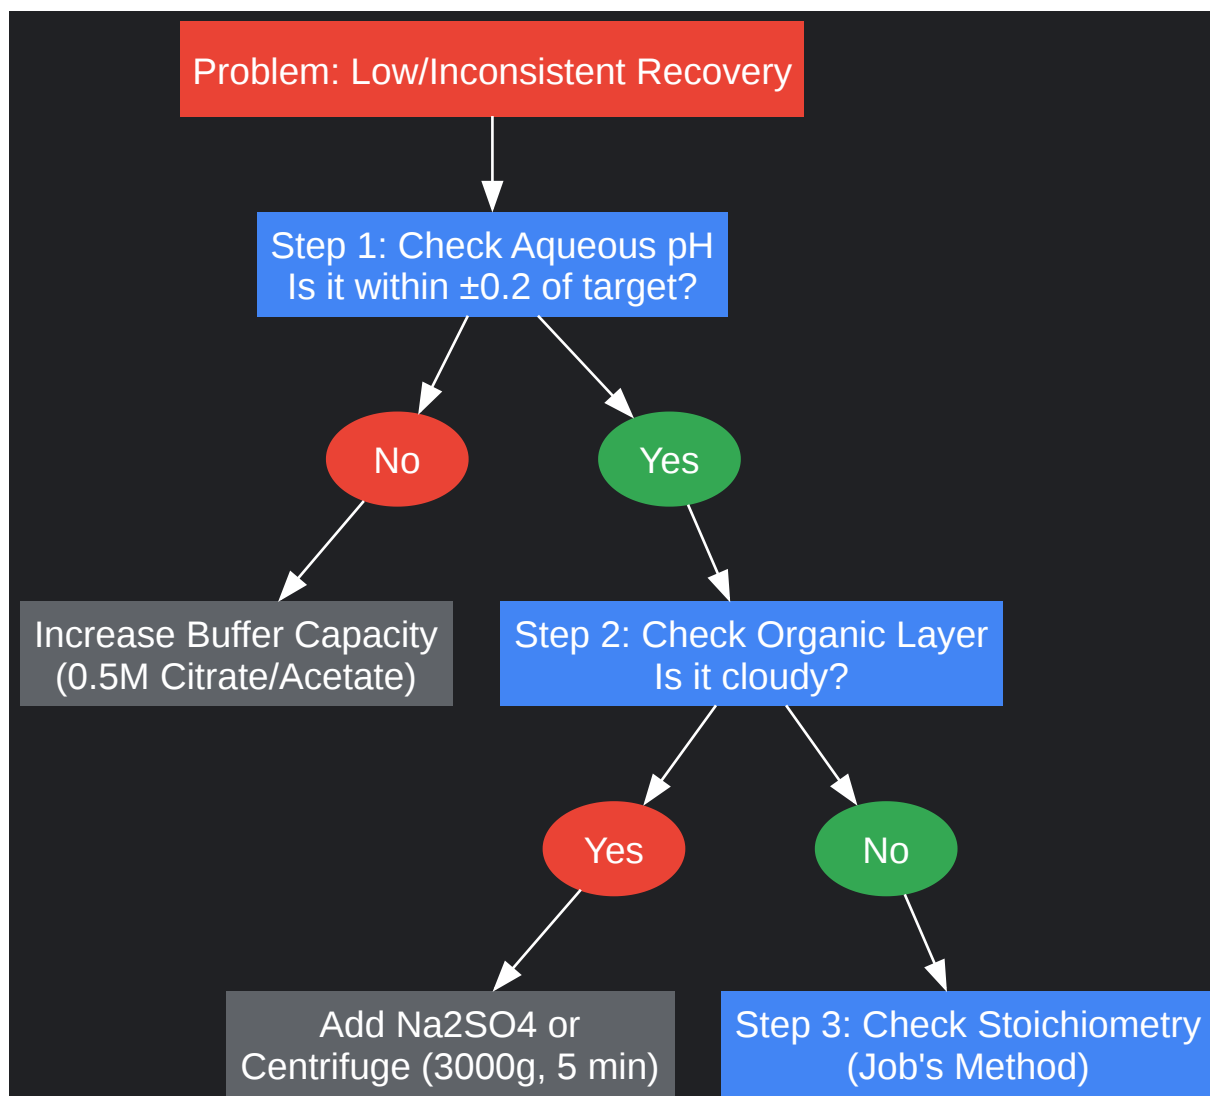 Problem: Low/Inconsistent Recovery
Step 1: Check Aqueous pH
Is it within ±0.2 of target?
No
Yes
Increase Buffer Capacity
(0.5M Citrate/Acetate)
Step 2: Check Organic Layer
Is it cloudy?
Yes
No
Add Na2SO4 or
Centrifuge (3000g, 5 min)
Step 3: Check Stoichiometry
(Job's Method)